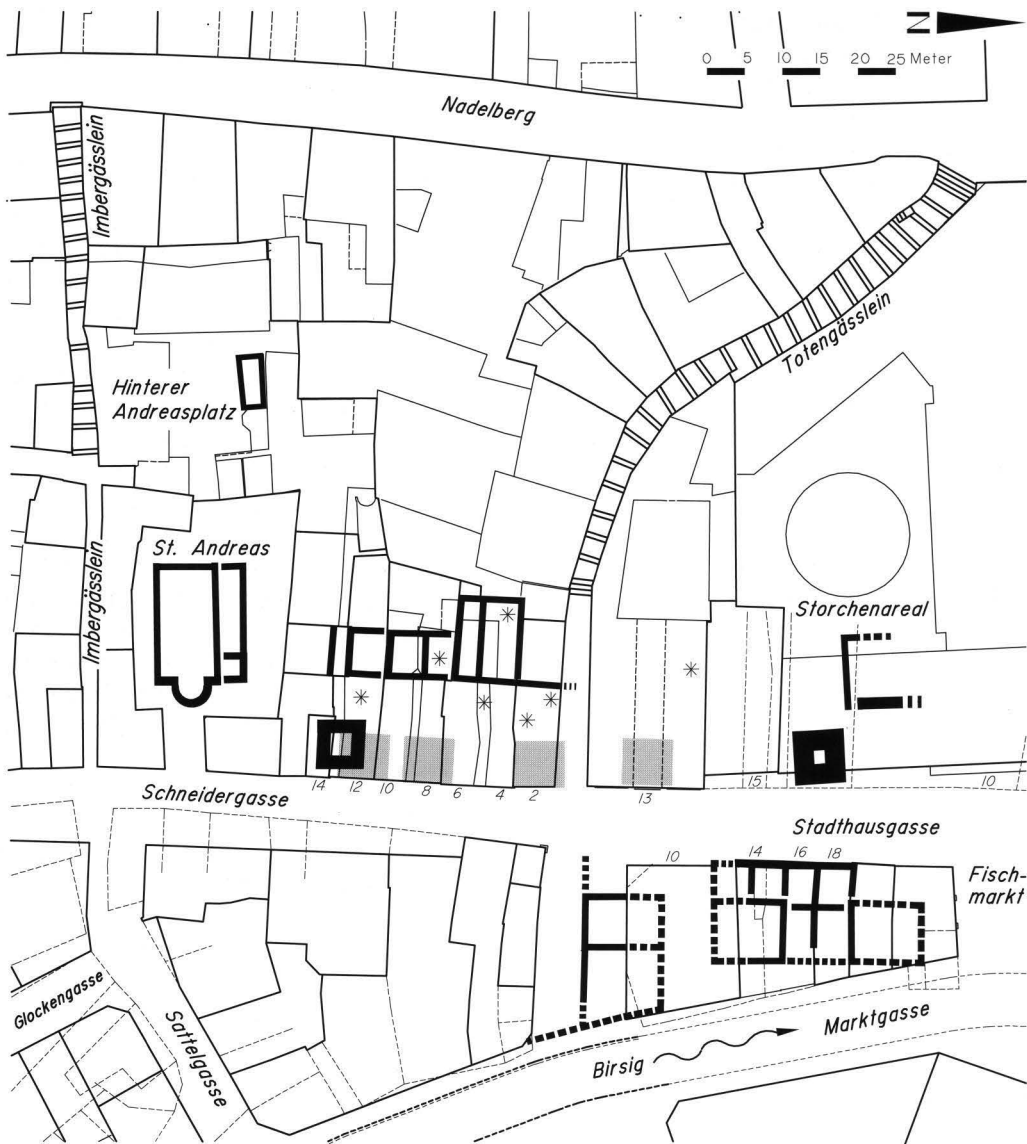 N
0 5 10 15 20 25 Meter
Nadelberg
Imbergässlein
Totengässlein
Hinterer
Andreasplatz
St. Andreas
Imbergässlein
Storchenareal
14 12 10 8 6 4 2 13 15 10
Schneidergasse
Stadthausgasse
10 14 16 18
Fisch-
markt
Glockengasse
Sattelgasse
Birsig
Marktgasse